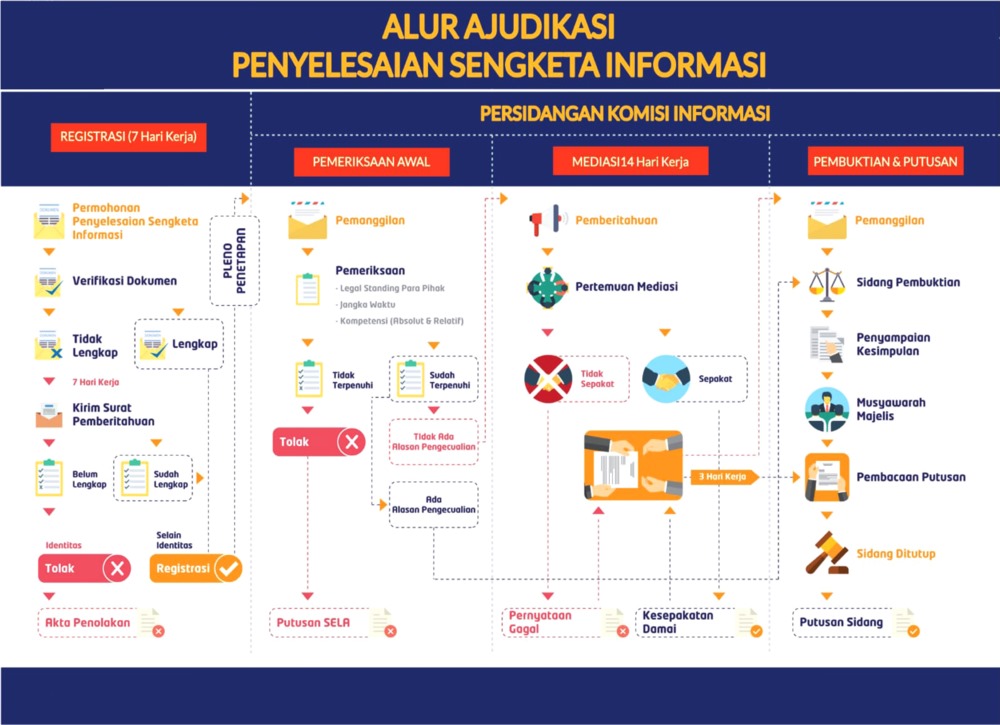 ALUR AJUDIKASI
PENYELESAIAN SENGKETA INFORMASI
PERSIDANGAN KOMISI INFORMASI
REGISTRASI (7 Hari Kerja)
PEMERIKSAAN AWAL
MEDIASI14 Hari Kerja
PEMBUKTIAN & PUTUSAN
Permohonan
Penyelesaian Sengketa
Informasi
Verifikasi Dokumen
Tidak
Lengkap
Lengkap
7 Hari Kerja
Kirim Surat
Pemberitahuan
Belum
Lengkap
Sudah
Lengkap
Identitas
Tolak
Selain
Identitas
Registrasi
Akta Penolakan
PLENO
PENETAPAN
Pemanggilan
Pemeriksaan
- Legal Standing Para Pihak
- Jangka Waktu
- Kompetensi (Absolut & Relatif)
Tidak
Terpenuhi
Sudah
Terpenuhi
Tolak
Tidak Ada
Alasan Pengecualian
Ada
Alasan Pengecualian
Putusan SELA
Pemberitahuan
Pertemuan Mediasi
Tidak
Sepakat
Sepakat
3 Hari Kerja
Pernyataan
Gagal
Kesepakatan
Damai
Pemanggilan
Sidang Pembuktian
Penyampaian
Kesimpulan
Musyawarah
Majelis
Pembacaan Putusan
Sidang Ditutup
Putusan Sidang